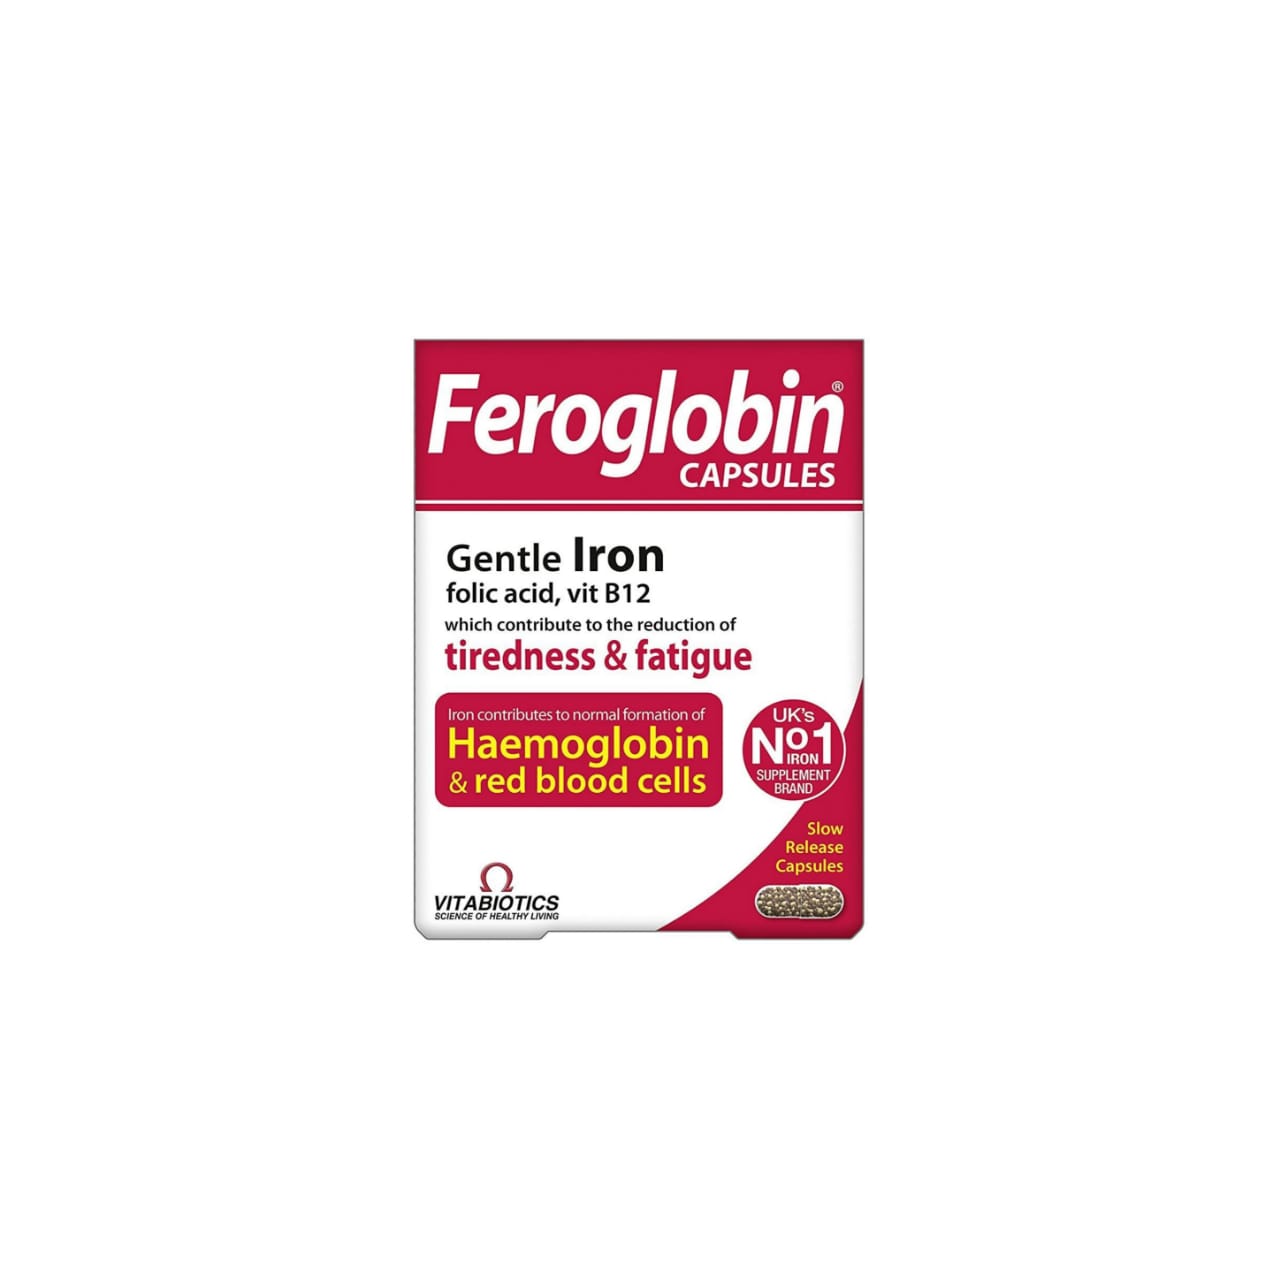 Feroglobin®
CAPSULES
Gentle Iron
folic acid, vit B12
which contribute to the reduction of
tiredness & fatigue
Iron contributes to normal formation of
Haemoglobin
& red blood cells
UK's
No1
IRON
SUPPLEMENT
BRAND
Slow
Release
Capsules
VITABIOTICS
SCIENCE OF HEALTHY LIVING